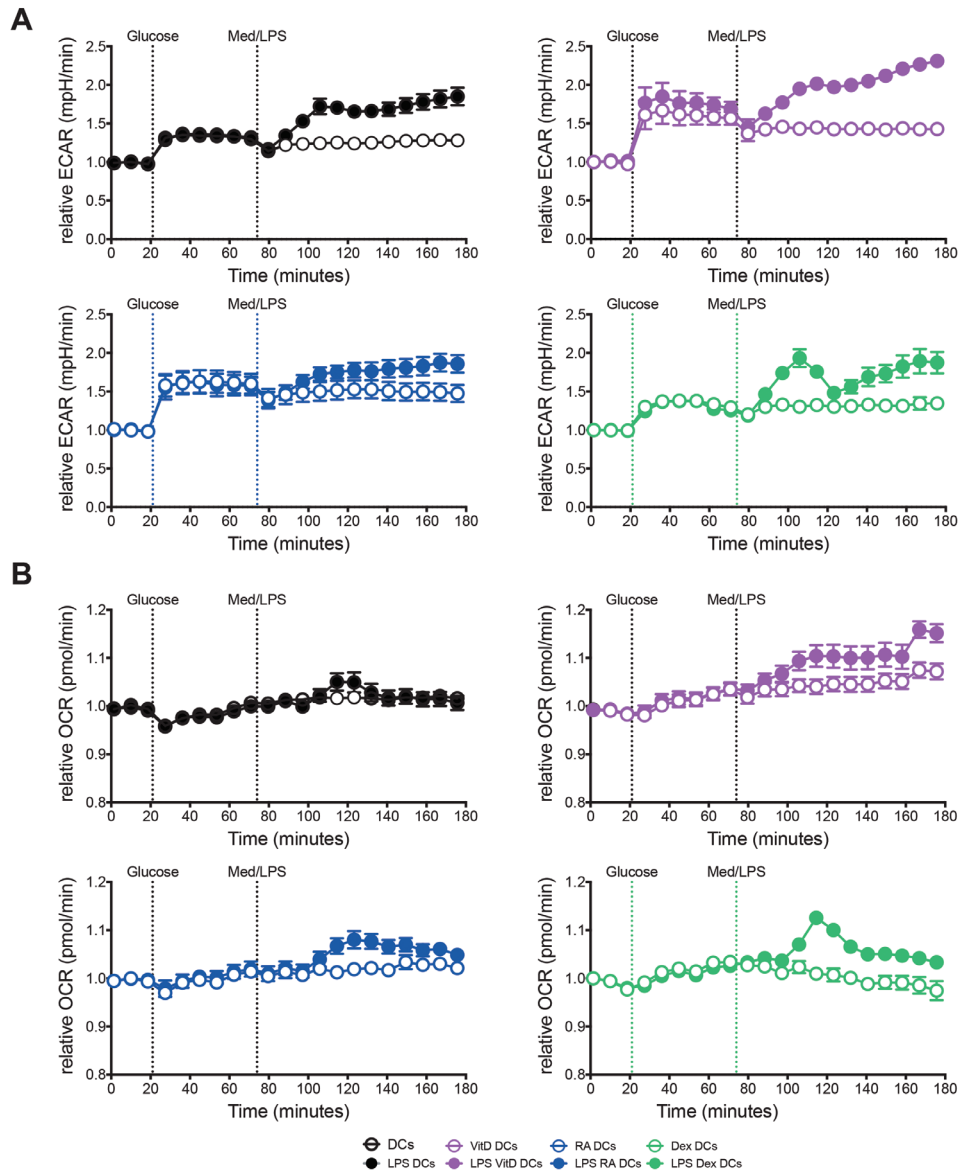 A
Glucose Med/LPS
relative ECAR (mpH/min)
2.5
2.0
1.5
1.0
0.5
0.0
0 20 40 60 80 100 120 140 160 180
Time (minutes)
Glucose Med/LPS
relative ECAR (mpH/min)
2.5
2.0
1.5
1.0
0.5
0.0
0 20 40 60 80 100 120 140 160 180
Time (minutes)
Glucose Med/LPS
relative ECAR (mpH/min)
2.5
2.0
1.5
1.0
0.5
0.0
0 20 40 60 80 100 120 140 160 180
Time (minutes)
Glucose Med/LPS
relative ECAR (mpH/min)
2.5
2.0
1.5
1.0
0.5
0.0
0 20 40 60 80 100 120 140 160 180
Time (minutes)
B
Glucose Med/LPS
relative OCR (pmol/min)
1.2
1.1
1.0
0.9
0.8
0 20 40 60 80 100 120 140 160 180
Time (minutes)
Glucose Med/LPS
relative OCR (pmol/min)
1.2
1.1
1.0
0.9
0.8
0 20 40 60 80 100 120 140 160 180
Time (minutes)
Glucose Med/LPS
relative OCR (pmol/min)
1.2
1.1
1.0
0.9
0.8
0 20 40 60 80 100 120 140 160 180
Time (minutes)
Glucose Med/LPS
relative OCR (pmol/min)
1.2
1.1
1.0
0.9
0.8
0 20 40 60 80 100 120 140 160 180
Time (minutes)
DCs VitD DCs RA DCs Dex DCs
LPS DCs LPS VitD DCs LPS RA DCs LPS Dex DCs